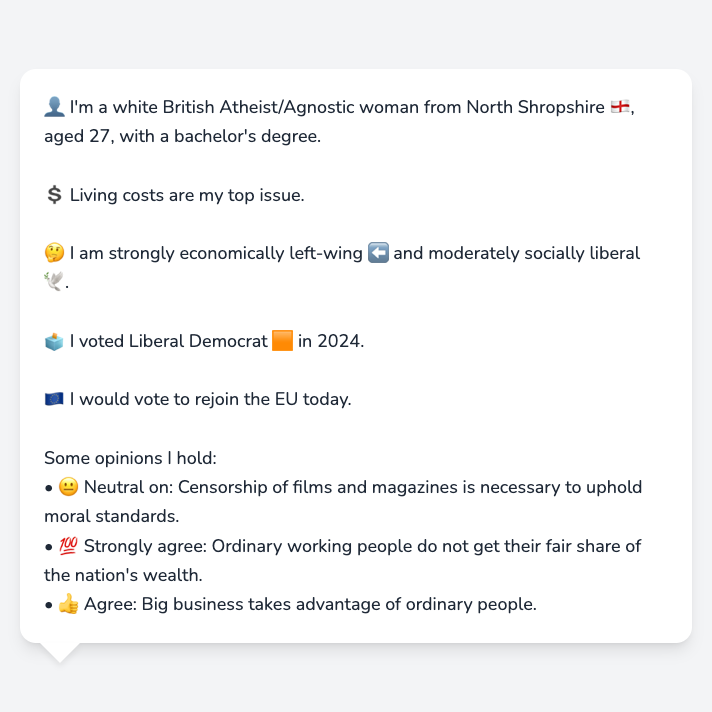 👤 I'm a white British Atheist/Agnostic woman from North Shropshire 🏴󠁧󠁢󠁥󠁮󠁧󠁿,
aged 27, with a bachelor's degree.
💲 Living costs are my top issue.
🤔 I am strongly economically left-wing ⬅️ and moderately socially liberal
🕊️.
🗳️ I voted Liberal Democrat 🟧 in 2024.
🇪🇺 I would vote to rejoin the EU today.
Some opinions I hold:
• 😐 Neutral on: Censorship of films and magazines is necessary to uphold
moral standards.
• 💯 Strongly agree: Ordinary working people do not get their fair share of
the nation's wealth.
• 👍 Agree: Big business takes advantage of ordinary people.